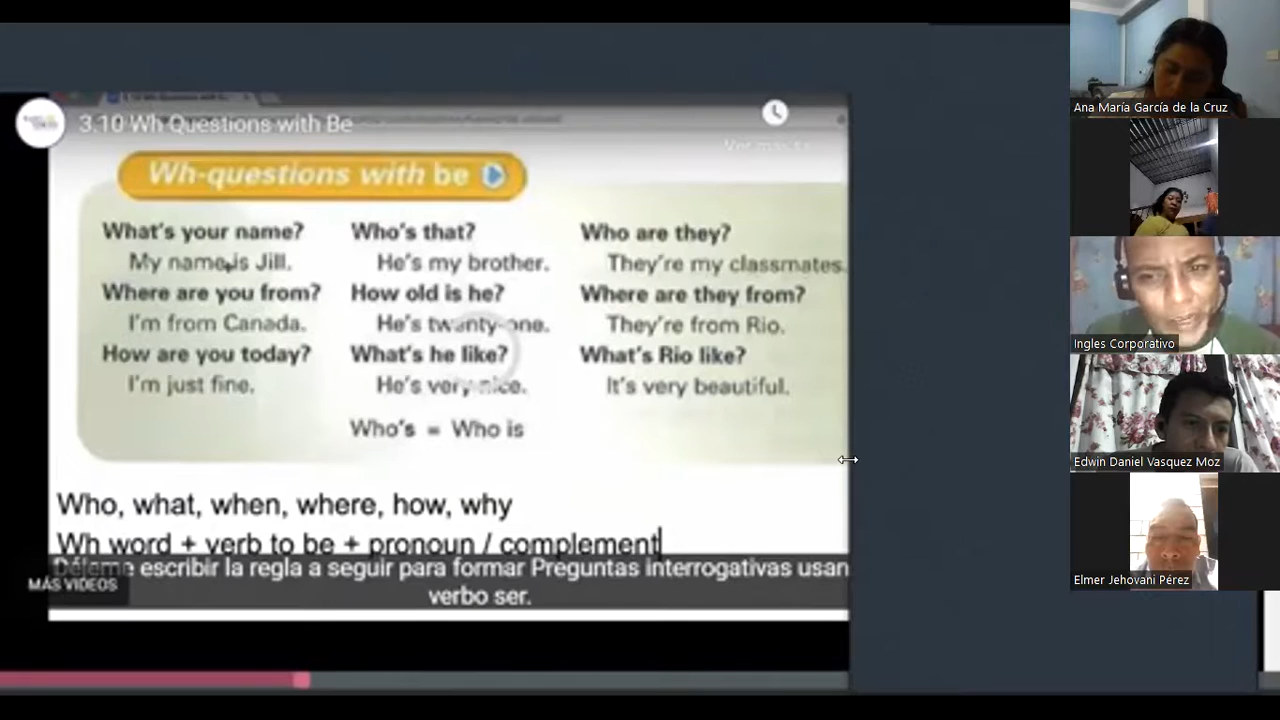 3.10 Wh Questions with Be
Wh-questions with be
What's your name?
My name is Jill.
Where are you from?
I'm from Canada.
How are you today?
I'm just fine.
Who's that?
He's my brother.
How old is he?
He's twenty-one.
What's he like?
He's very nice.
Who's = Who is
Who are they?
They're my classmates.
Where are they from?
They're from Rio.
What's Rio like?
It's very beautiful.
Who, what, when, where, how, why
Wh word + verb to be + pronoun / complement
Déjeme escribir la regla a seguir para formar Preguntas interrogativas usan
verbo ser.
MÁS VIDEOS
Ana María García de la Cruz
Ingles Corporativo
Edwin Daniel Vasquez Moz
Elmer Jehovani Pérez